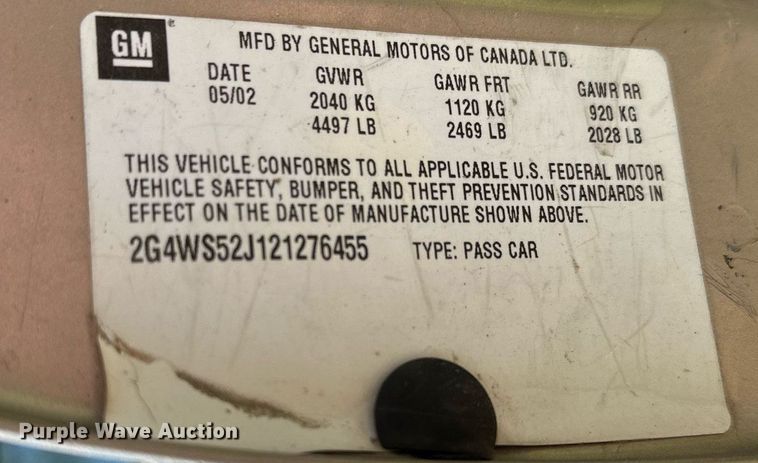 GM
MFD BY GENERAL MOTORS OF CANADA LTD.
DATE GVWR GAWR FRT GAWR RR
05/02 2040 KG 1120 KG 920 KG
4497 LB 2469 LB 2028 LB
THIS VEHICLE CONFORMS TO ALL APPLICABLE U.S. FEDERAL MOTOR
VEHICLE SAFETY, BUMPER, AND THEFT PREVENTION STANDARDS IN
EFFECT ON THE DATE OF MANUFACTURE SHOWN ABOVE.
2G4WS52J121276455 TYPE: PASS CAR
Purple Wave Auction